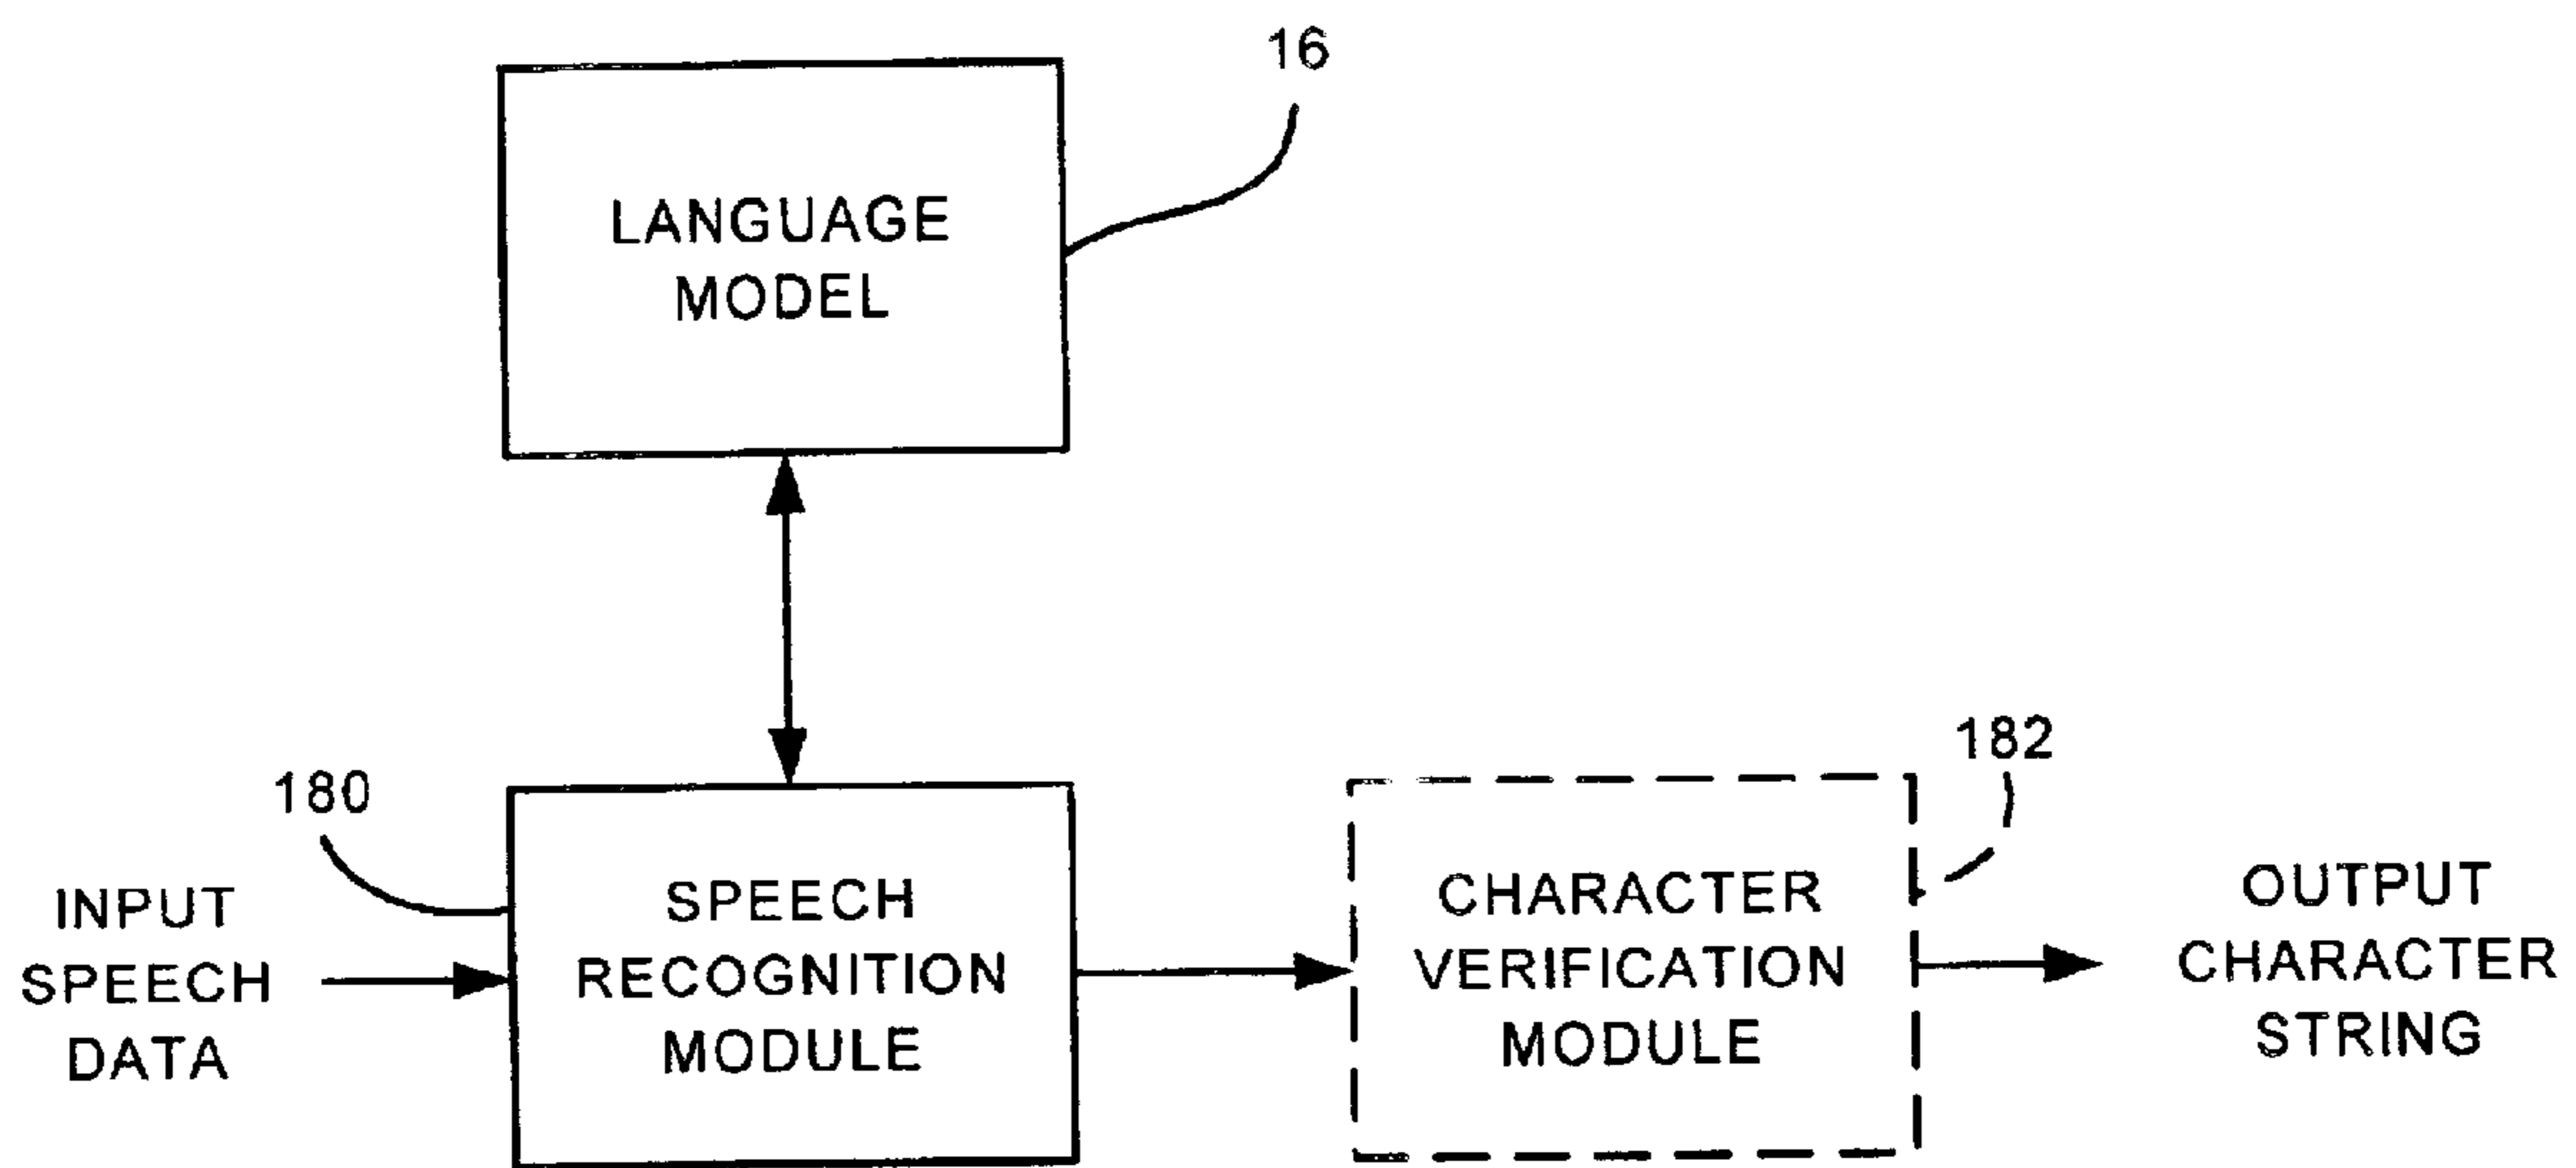 16
LANGUAGE
MODEL
180
182
INPUT
SPEECH
DATA
SPEECH
RECOGNITION
MODULE
CHARACTER
VERIFICATION
MODULE
OUTPUT
CHARACTER
STRING